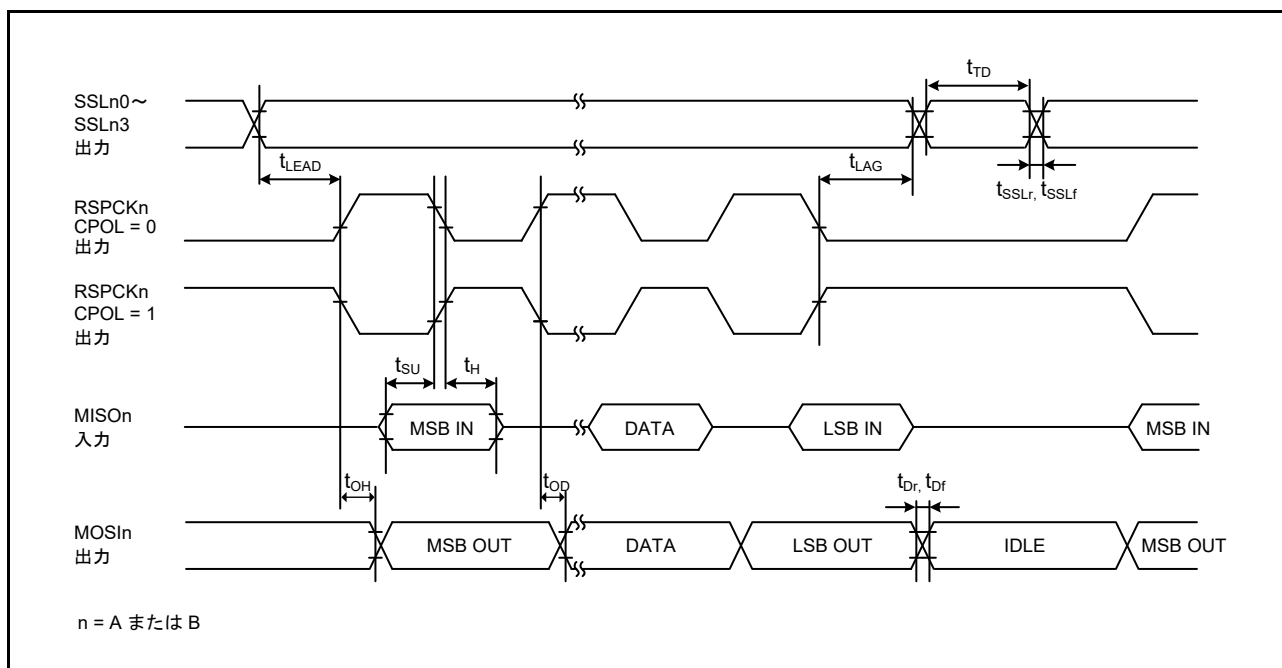 SSLn0～
SSLn3
出力
tTD
tLEAD
tLAG
tSSLr, tSSLf
RSPCKn
CPOL = 0
出力
RSPCKn
CPOL = 1
出力
tSU
tH
MISOn
入力
MSB IN
DATA
LSB IN
MSB IN
tOH
tOD
tDr, tDf
MOSIn
出力
MSB OUT
DATA
LSB OUT
IDLE
MSB OUT
n = A または B